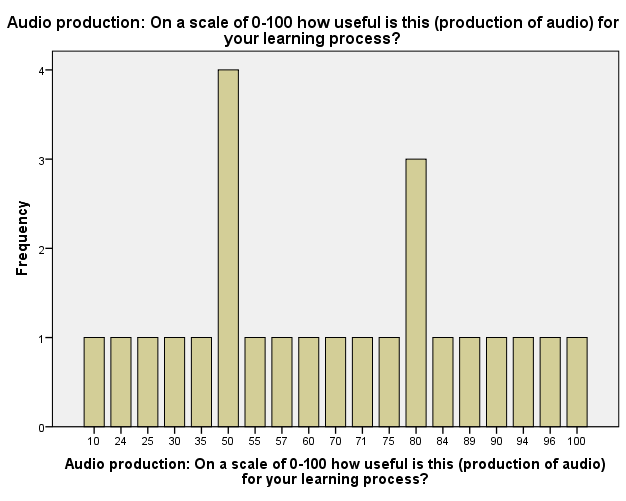 Audio production: On a scale of 0-100 how useful is this (production of audio) for
your learning process?
4
3
2
1
0
Frequency
10 24 25 30 35 50 55 57 60 70 71 75 80 84 89 90 94 96 100
Audio production: On a scale of 0-100 how useful is this (production of audio)
for your learning process?